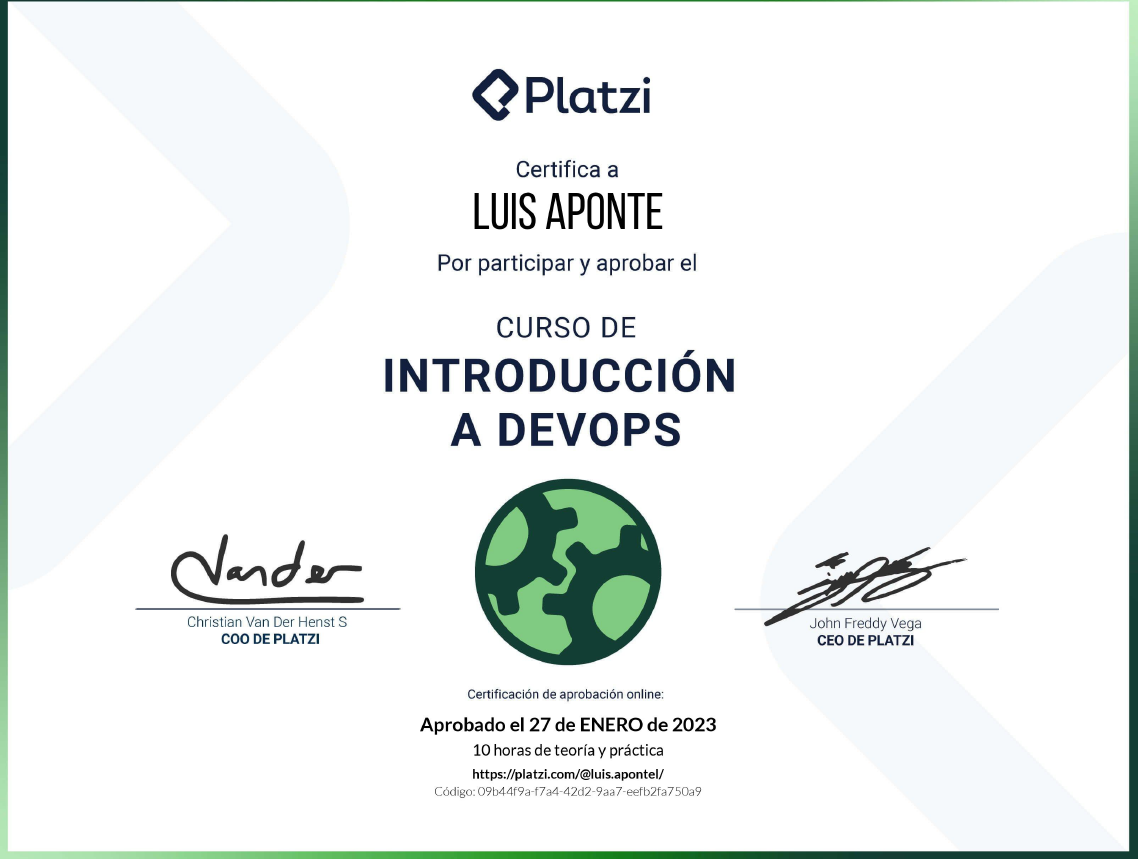 Platzi
Certifica a
LUIS APONTE
Por participar y aprobar el
CURSO DE
INTRODUCCIÓN
A DEVOPS
Vander
Christian Van Der Henst S
COO DE PLATZI
John Freddy Vega
CEO DE PLATZI
Certificación de aprobación online:
Aprobado el 27 de ENERO de 2023
10 horas de teoría y práctica
https://platzi.com/@luis.apontel/
Código: 09b44f9a-f7a4-42d2-9aa7-eefb2fa750a9